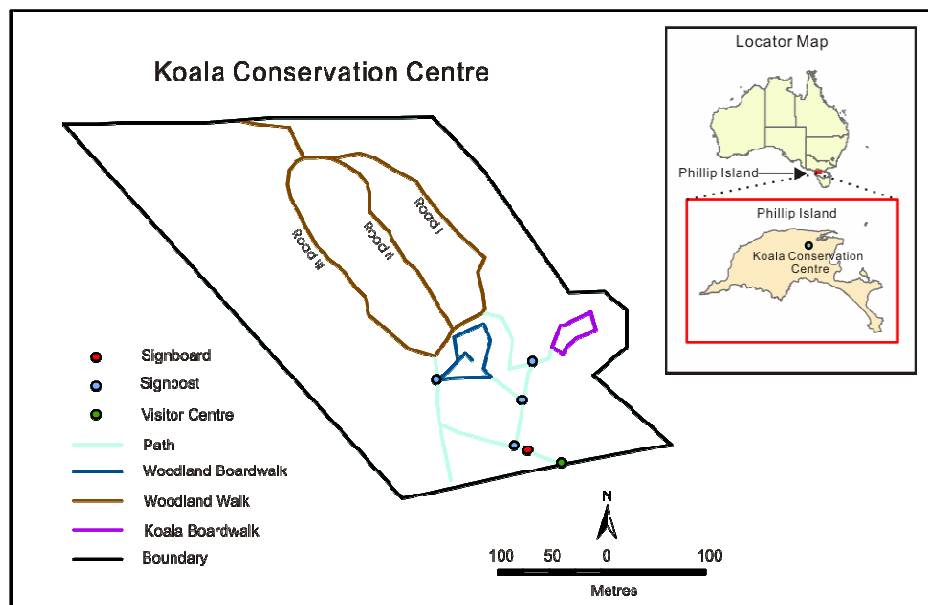 Koala Conservation Centre
Locator Map
Phillip Island
Phillip Island
Koala Conservation
Centre
Road I
Road II
Road III
Signboard
Signpost
Visitor Centre
Path
Woodland Boardwalk
Woodland Walk
Koala Boardwalk
Boundary
N
100 50 0 100
Metres